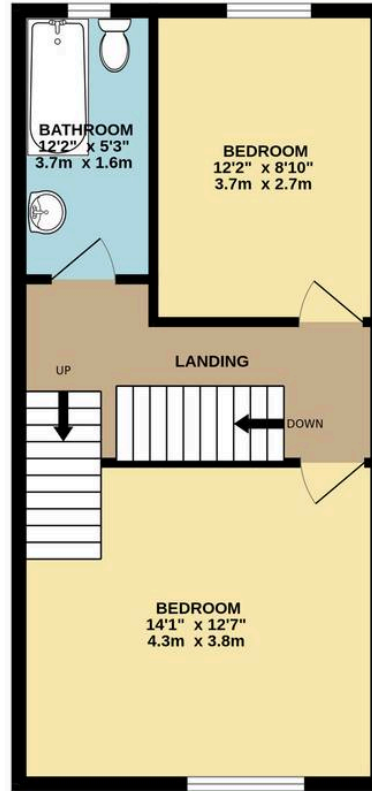 BATHROOM
12'2" x 5'3"
3.7m x 1.6m
BEDROOM
12'2" x 8'10"
3.7m x 2.7m
LANDING
UP
DOWN
BEDROOM
14'1" x 12'7"
4.3m x 3.8m